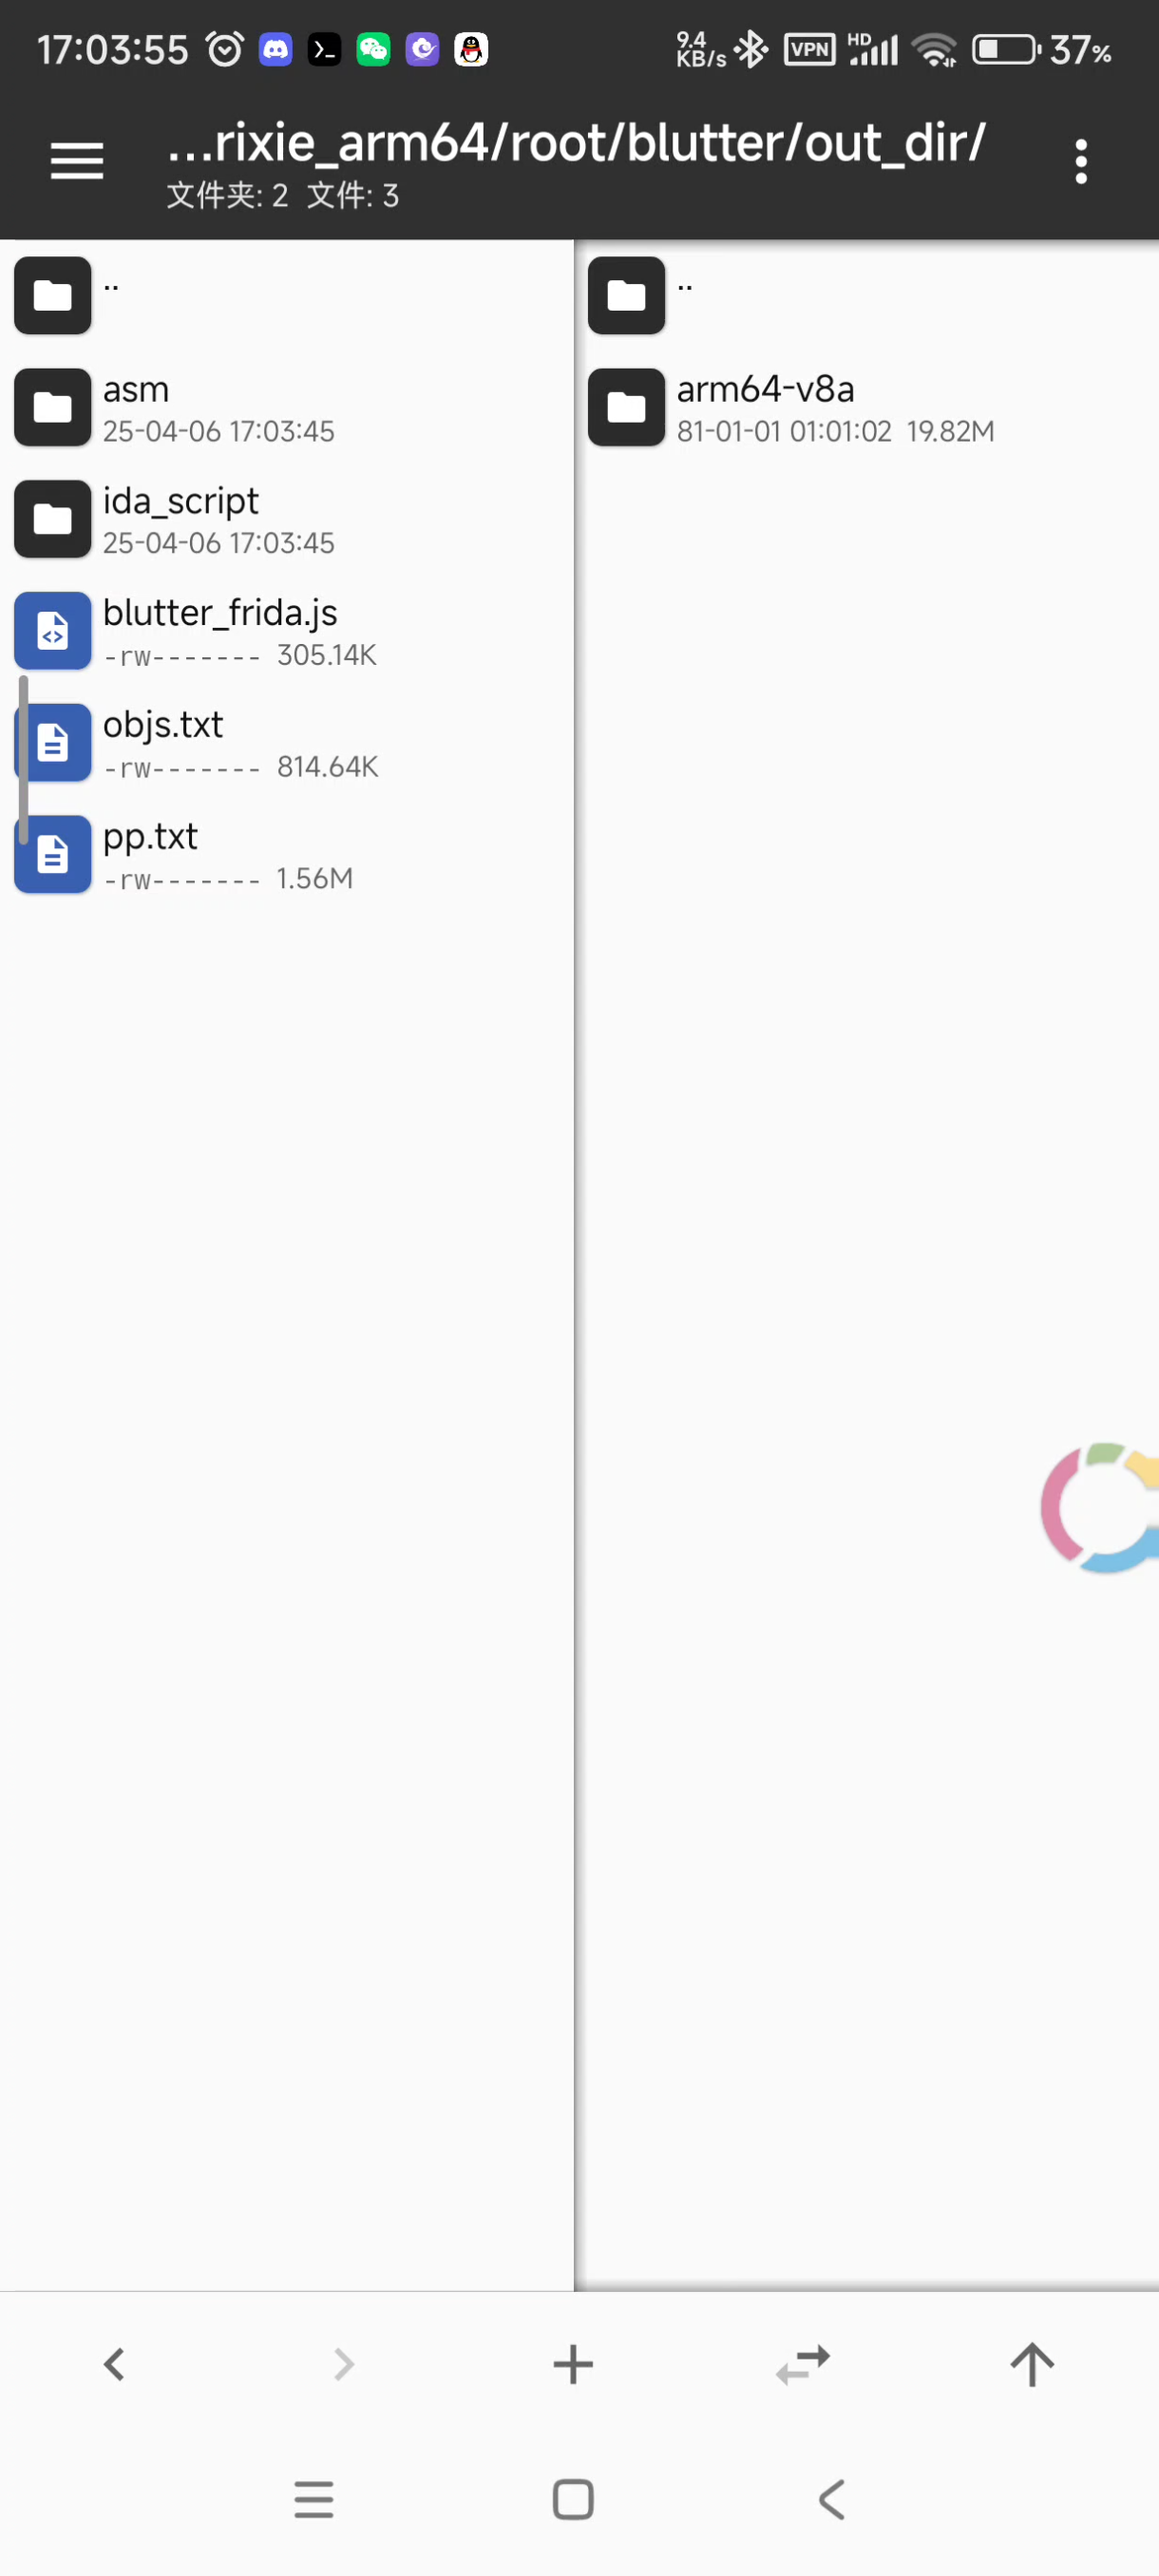 17:03:55 9.4 KB/s VPN HD 37%
...rixie_arm64/root/blutter/out_dir/
文件夹: 2 文件: 3
..
asm
25-04-06 17:03:45
ida_script
25-04-06 17:03:45
blutter_frida.js
-rw------- 305.14K
objs.txt
-rw------- 814.64K
pp.txt
-rw------- 1.56M
..
arm64-v8a
81-01-01 01:01:02 19.82M